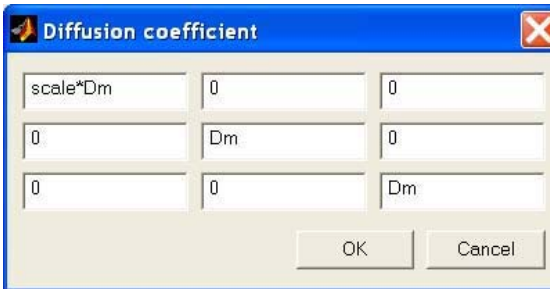 Diffusion coefficient
scale*Dm 0 0
0 Dm 0
0 0 Dm
OK Cancel